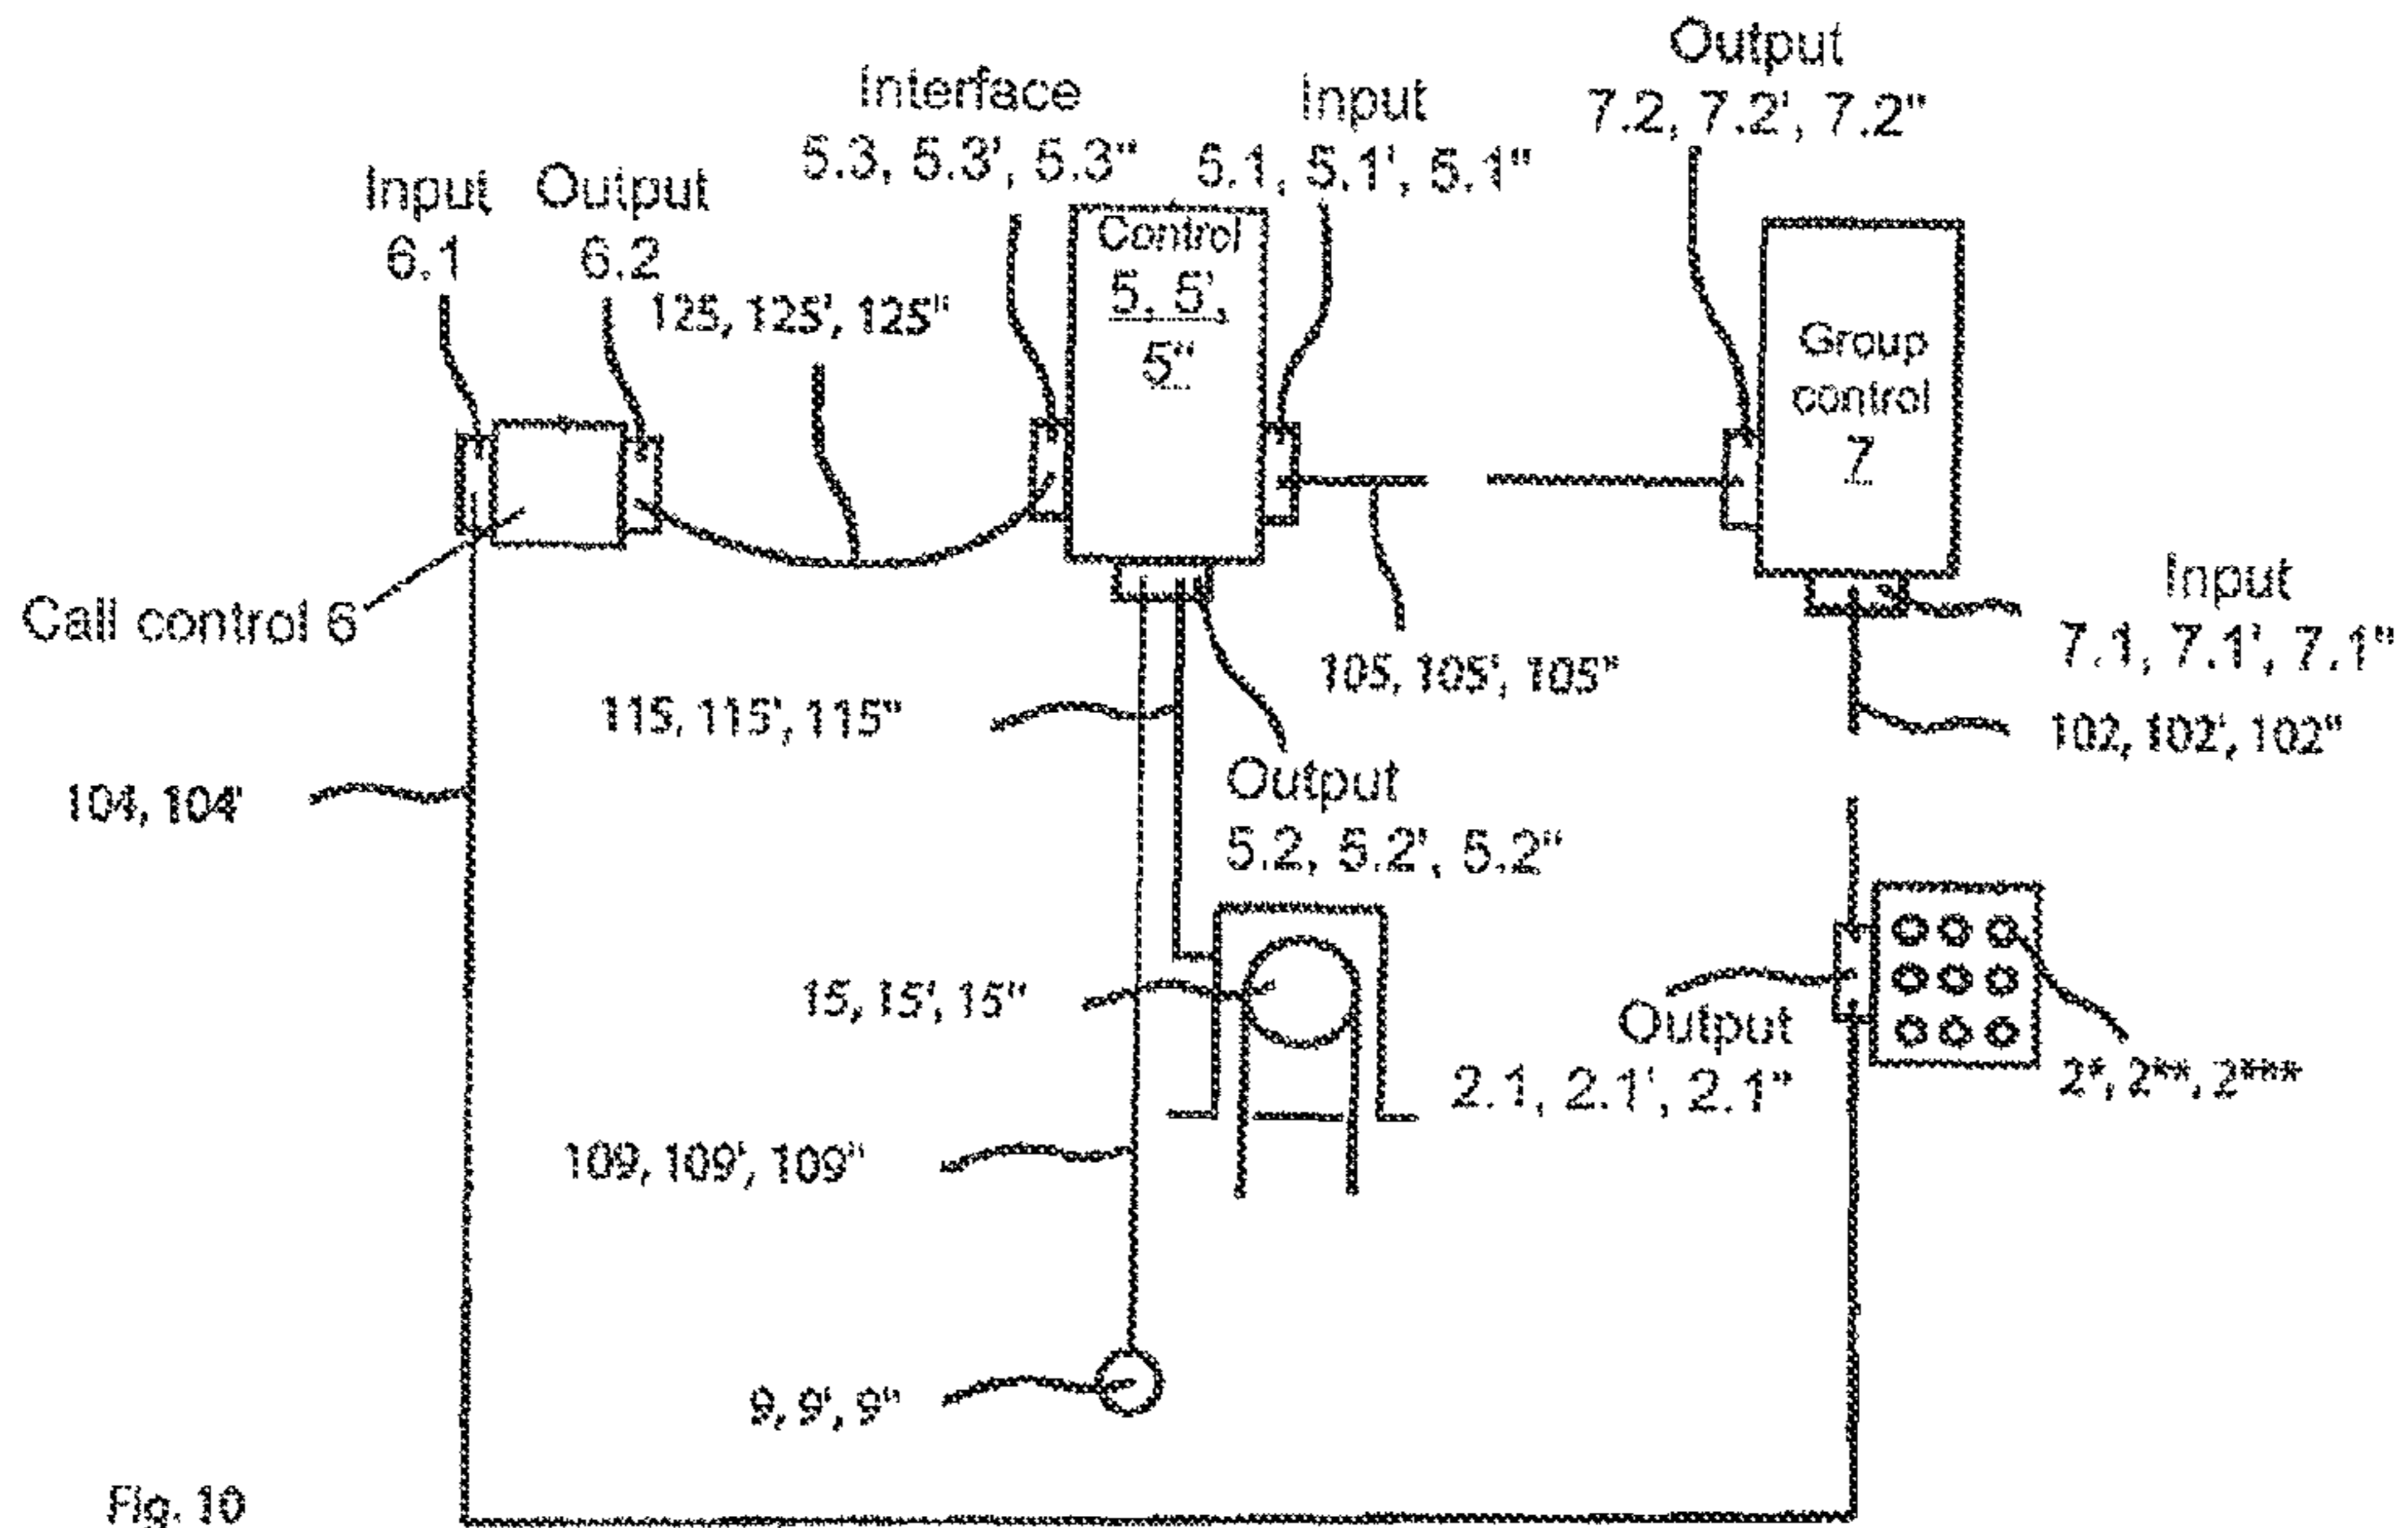 Output
7.2, 7.2', 7.2"
Interface
5.3, 5.3', 5.3"
Input
5.1, 5.1', 5.1"
Input
6.1
Output
6.2
125, 125', 125"
Control
5, 5',
5"
Group
control
7
Call control 6
Input
7.1, 7.1', 7.1"
105, 105', 105"
115, 115', 115"
102, 102', 102"
104, 104'
Output
5.2, 5.2', 5.2"
15, 15', 15"
Output
2.1, 2.1', 2.1"
2*, 2**, 2***
109, 109', 109"
9, 9', 9"
Fig. 10